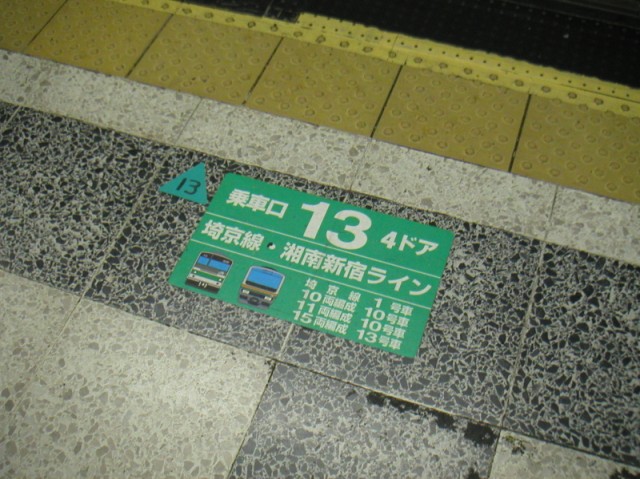 13
乗車口 13 4ドア
埼京線・湘南新宿ライン
埼京線 1号車
10両編成 10号車
11両編成 10号車
15両編成 13号車